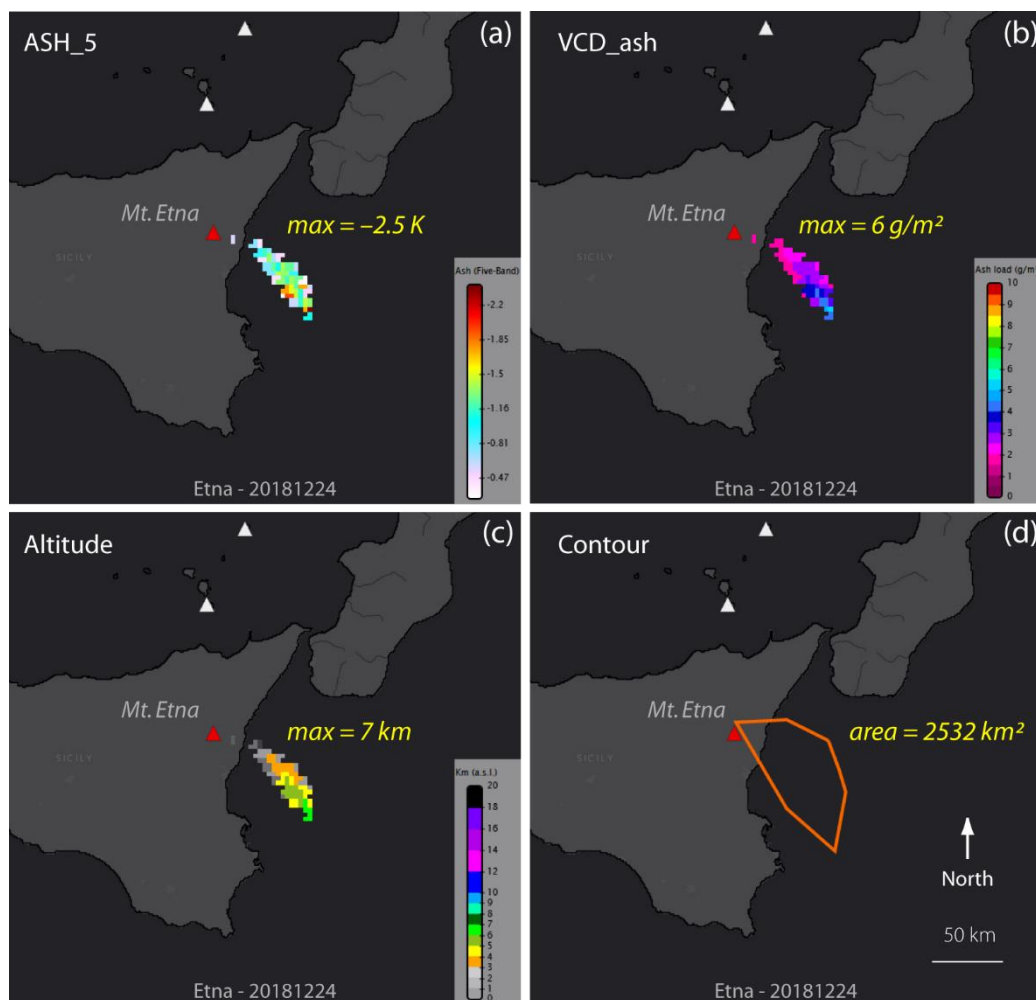 ASH_5
(a)
Mt. Etna
max = −2.5 K
SICILY
Ash (Five-Band)
-2.2
-1.85
-1.5
-1.16
-0.81
-0.47
Etna - 20181224
VCD_ash
(b)
Mt. Etna
max = 6 g/m²
SICILY
Ash load (g/m
10
9
8
7
6
5
4
3
2
1
0
Etna - 20181224
Altitude
(c)
Mt. Etna
max = 7 km
SICILY
Km (a.s.l.)
20
18
16
14
12
10
9
8
7
6
5
4
3
2
1
0
Etna - 20181224
Contour
(d)
Mt. Etna
area = 2532 km²
SICILY
North
50 km
Etna - 20181224